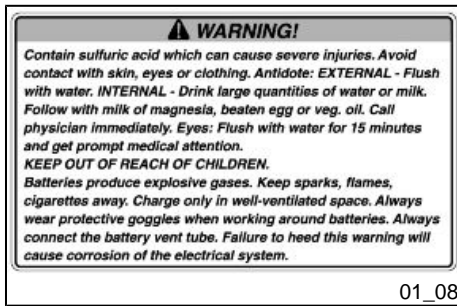 WARNING!
Contain sulfuric acid which can cause severe injuries. Avoid
contact with skin, eyes or clothing. Antidote: EXTERNAL - Flush
with water. INTERNAL - Drink large quantities of water or milk.
Follow with milk of magnesia, beaten egg or veg. oil. Call
physician immediately. Eyes: Flush with water for 15 minutes
and get prompt medical attention.
KEEP OUT OF REACH OF CHILDREN.
Batteries produce explosive gases. Keep sparks, flames,
cigarettes away. Charge only in well-ventilated space. Always
wear protective goggles when working around batteries. Always
connect the battery vent tube. Failure to heed this warning will
cause corrosion of the electrical system.
01_08